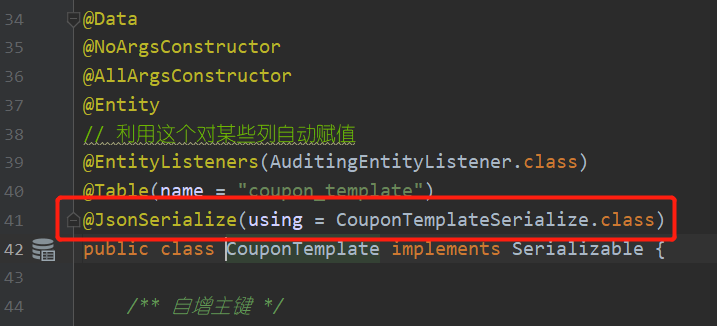 34 @Data
35 @NoArgsConstructor
36 @AllArgsConstructor
37 @Entity
38 // 利用这个对某些列自动赋值
39 @EntityListeners(AuditingEntityListener.class)
40 @Table(name = "coupon_template")
41 @JsonSerialize(using = CouponTemplateSerialize.class)
42 public class CouponTemplate implements Serializable {
43
44 /** 自增主键 */